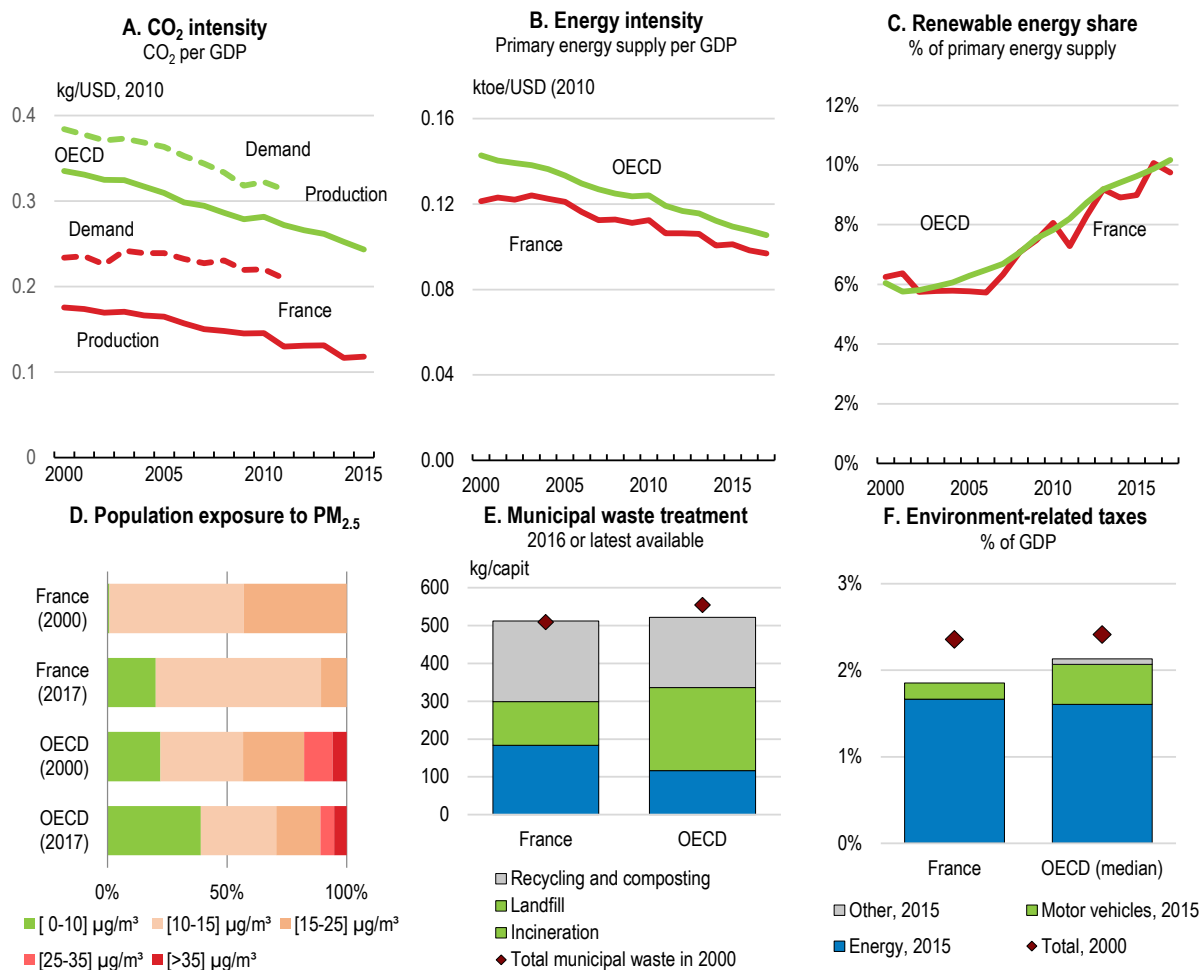 A. CO₂ intensity
CO₂ per GDP
kg/USD, 2010
0.4
0.3
0.2
0.1
0
OECD
Demand
Production
Demand
France
Production
2000 2005 2010 2015
B. Energy intensity
Primary energy supply per GDP
ktoe/USD (2010
0.16
0.12
0.08
0.04
0.00
OECD
France
2000 2005 2010 2015
C. Renewable energy share
% of primary energy supply
12%
10%
8%
6%
4%
2%
0%
OECD
France
2000 2005 2010 2015
D. Population exposure to PM₂.₅
France
(2000)
France
(2017)
OECD
(2000)
OECD
(2017)
0% 50% 100%
[ 0-10] µg/m³ [10-15] µg/m³ [15-25] µg/m³
[25-35] µg/m³ [>35] µg/m³
E. Municipal waste treatment
2016 or latest available
kg/capit
600
500
400
300
200
100
0
France OECD
Recycling and composting
Landfill
Incineration
Total municipal waste in 2000
F. Environment-related taxes
% of GDP
3%
2%
1%
0%
France OECD (median)
Other, 2015 Motor vehicles, 2015
Energy, 2015 Total, 2000